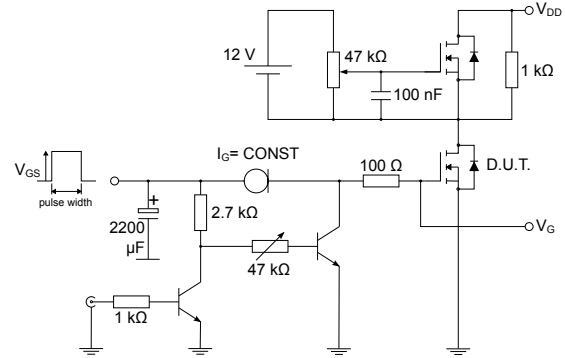 V_DD
12 V
47 kΩ
1 kΩ
100 nF
I_G= CONST
100 Ω
D.U.T.
V_GS
pulse width
+
2200
μF
2.7 kΩ
47 kΩ
V_G
1 kΩ